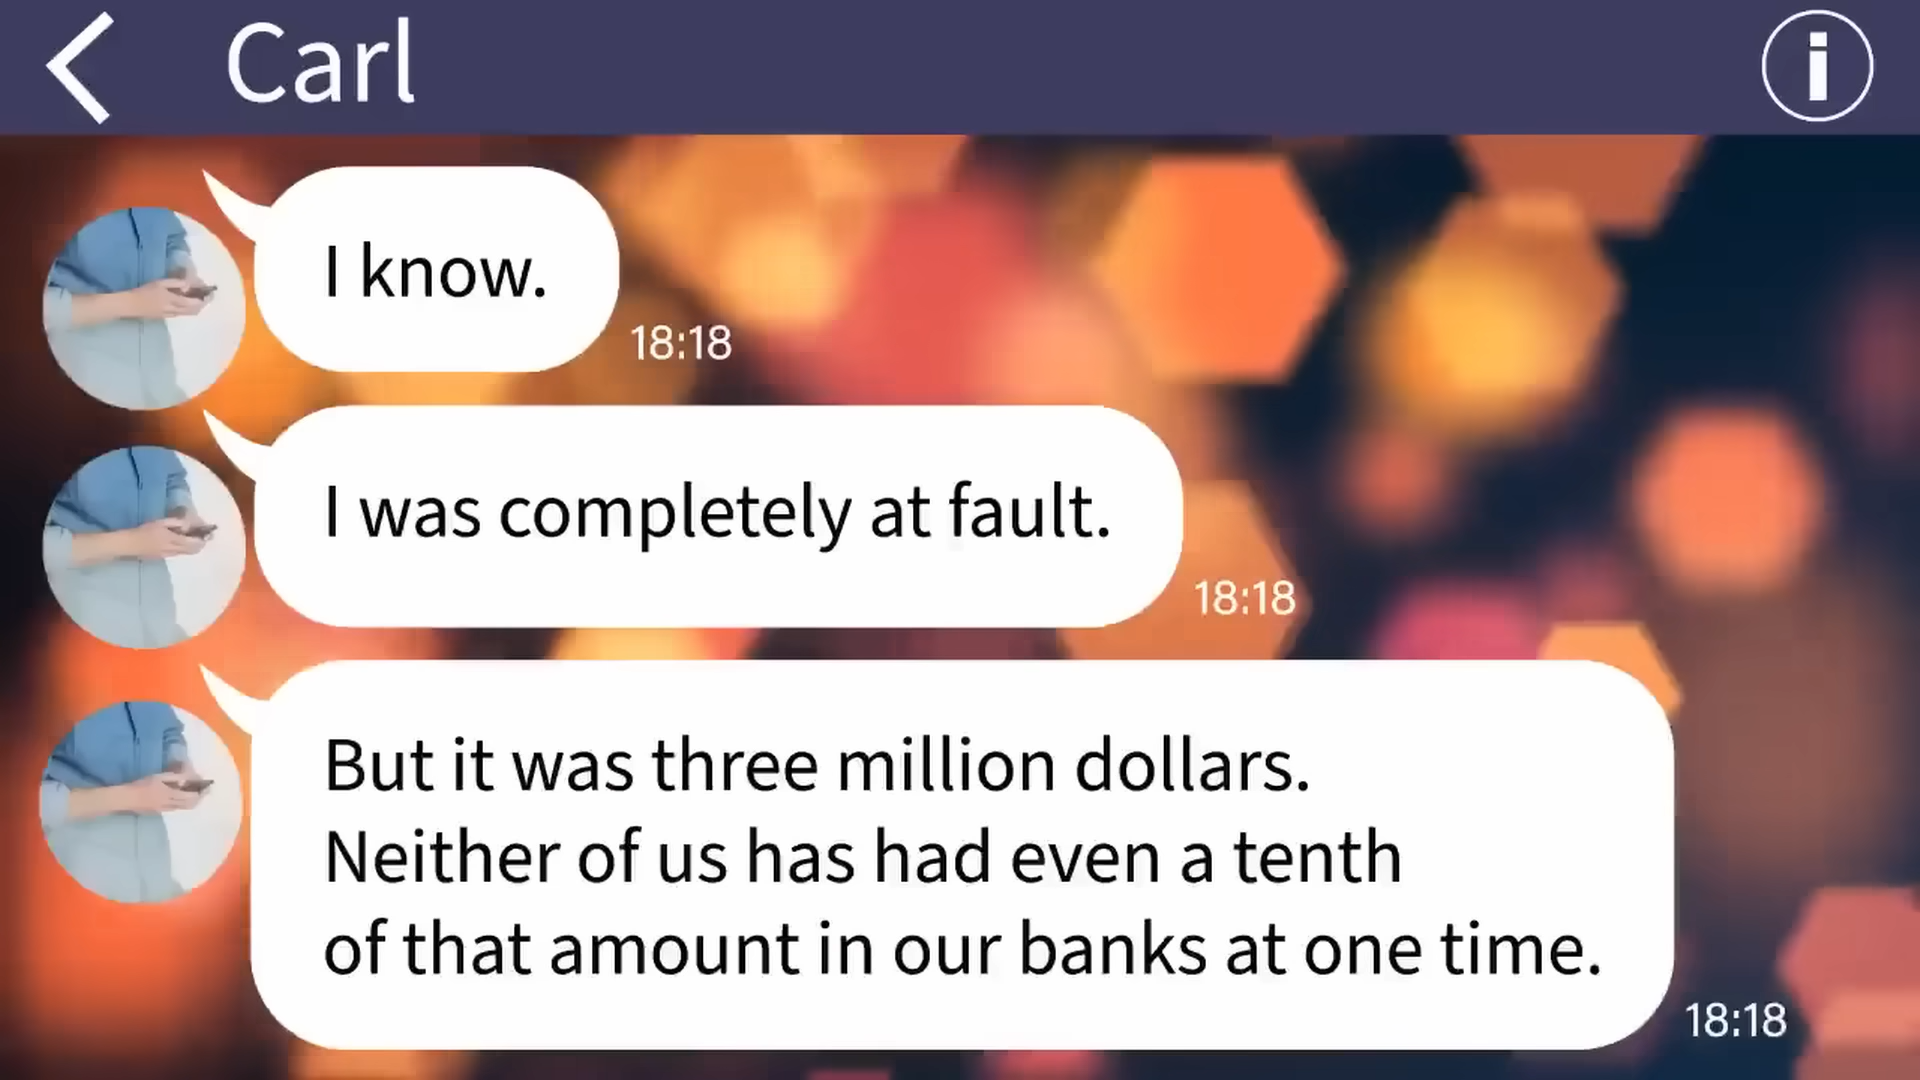 Carl
I know.
18:18
I was completely at fault.
18:18
But it was three million dollars.
Neither of us has had even a tenth
of that amount in our banks at one time.
18:18